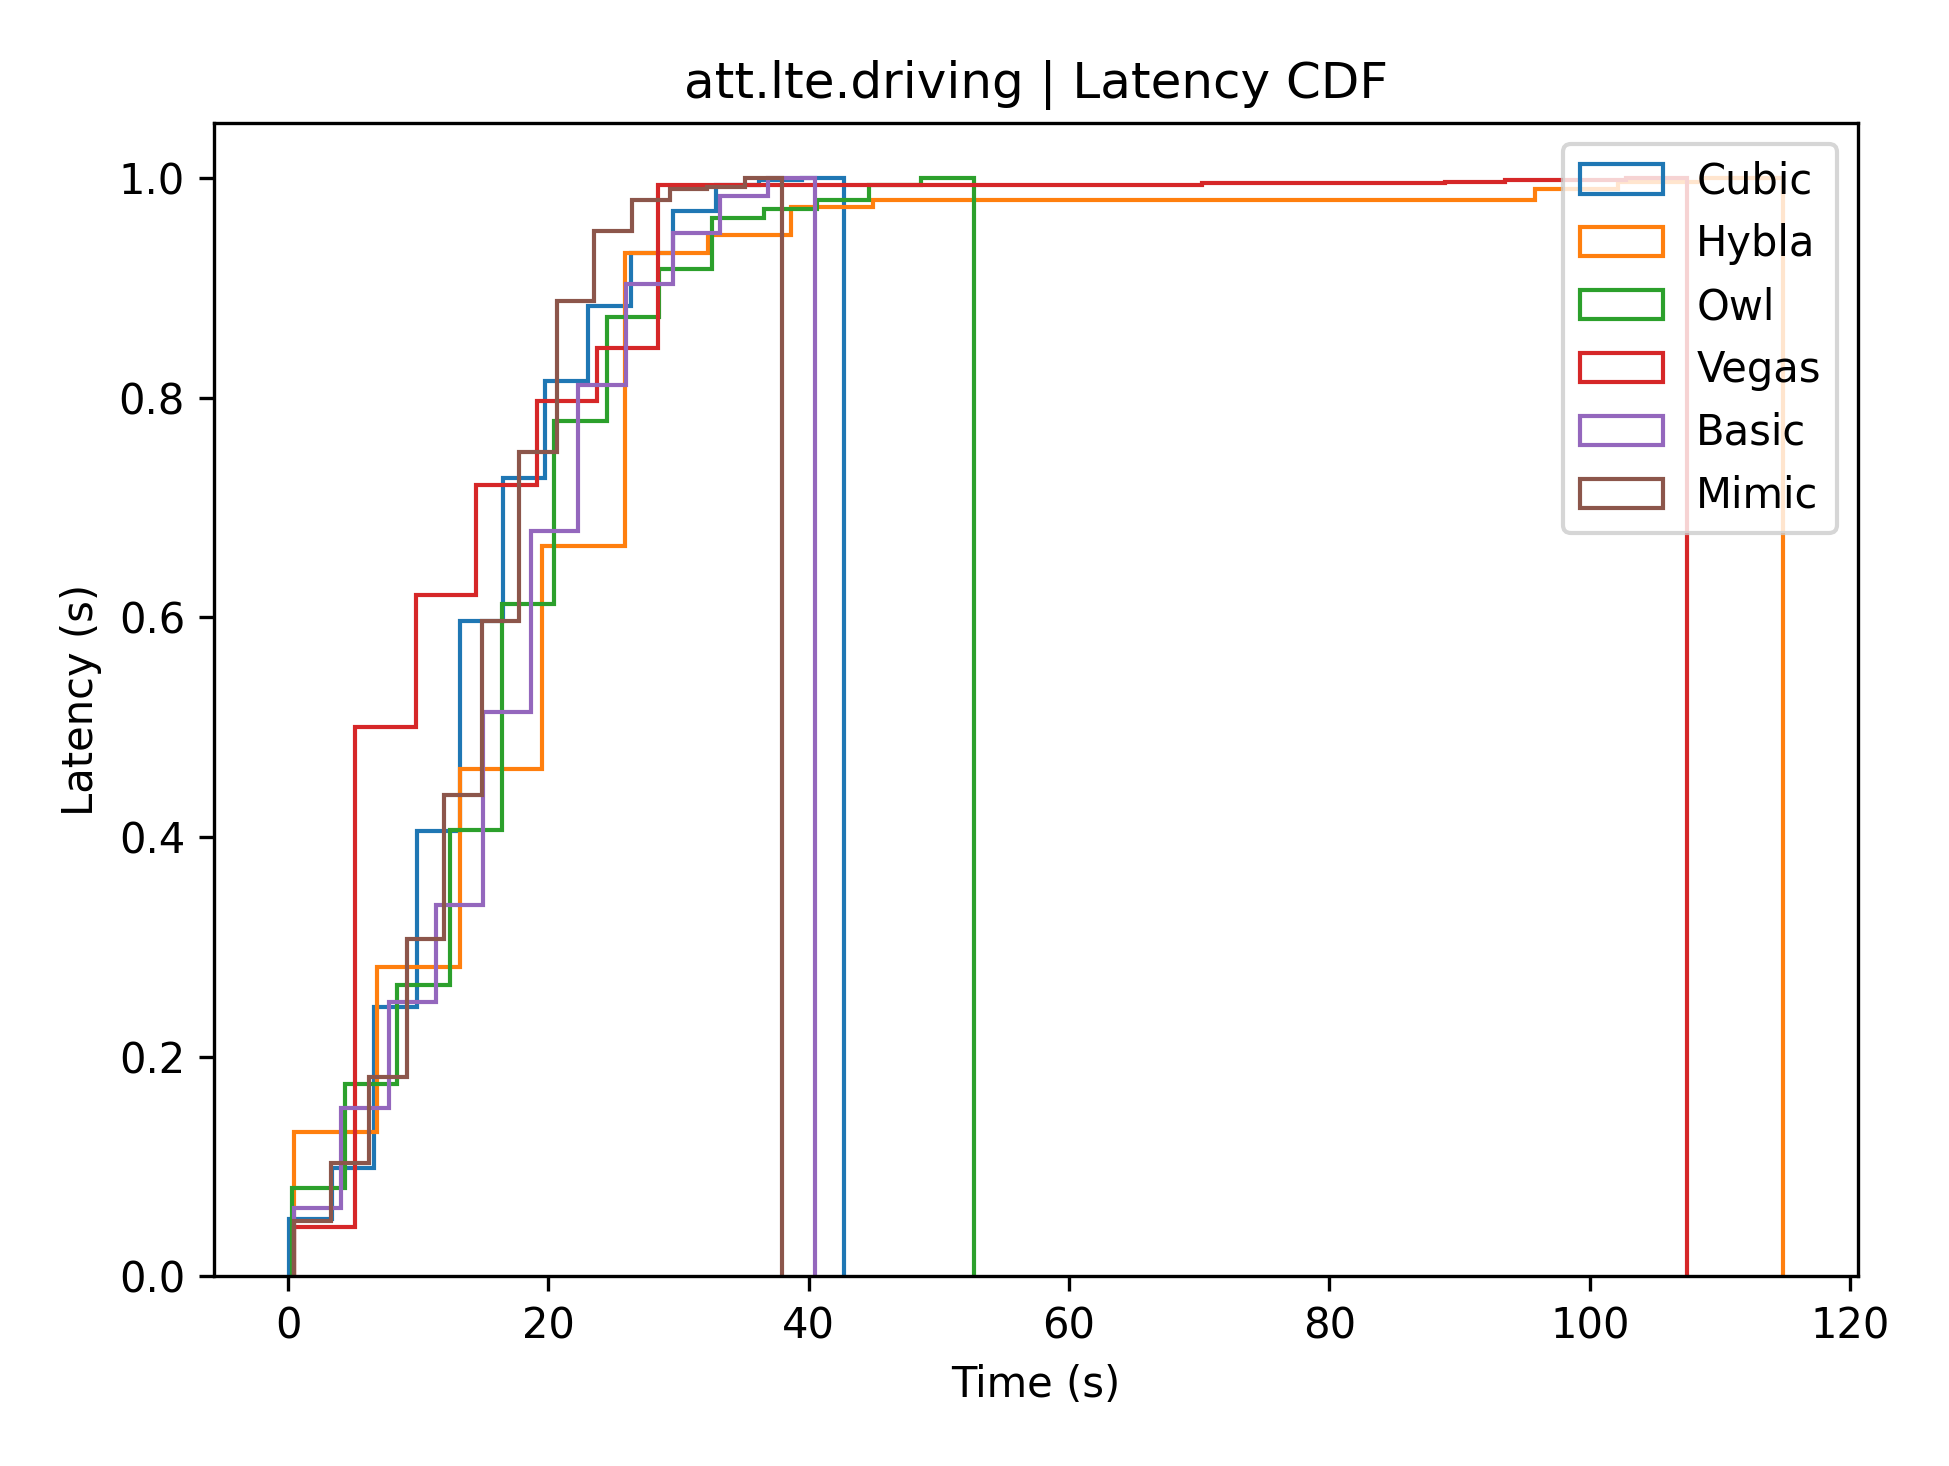 att.lte.driving | Latency CDF
1.0
0.8
0.6
0.4
0.2
0.0
Latency (s)
Cubic
Hybla
Owl
Vegas
Basic
Mimic
0 20 40 60 80 100 120
Time (s)